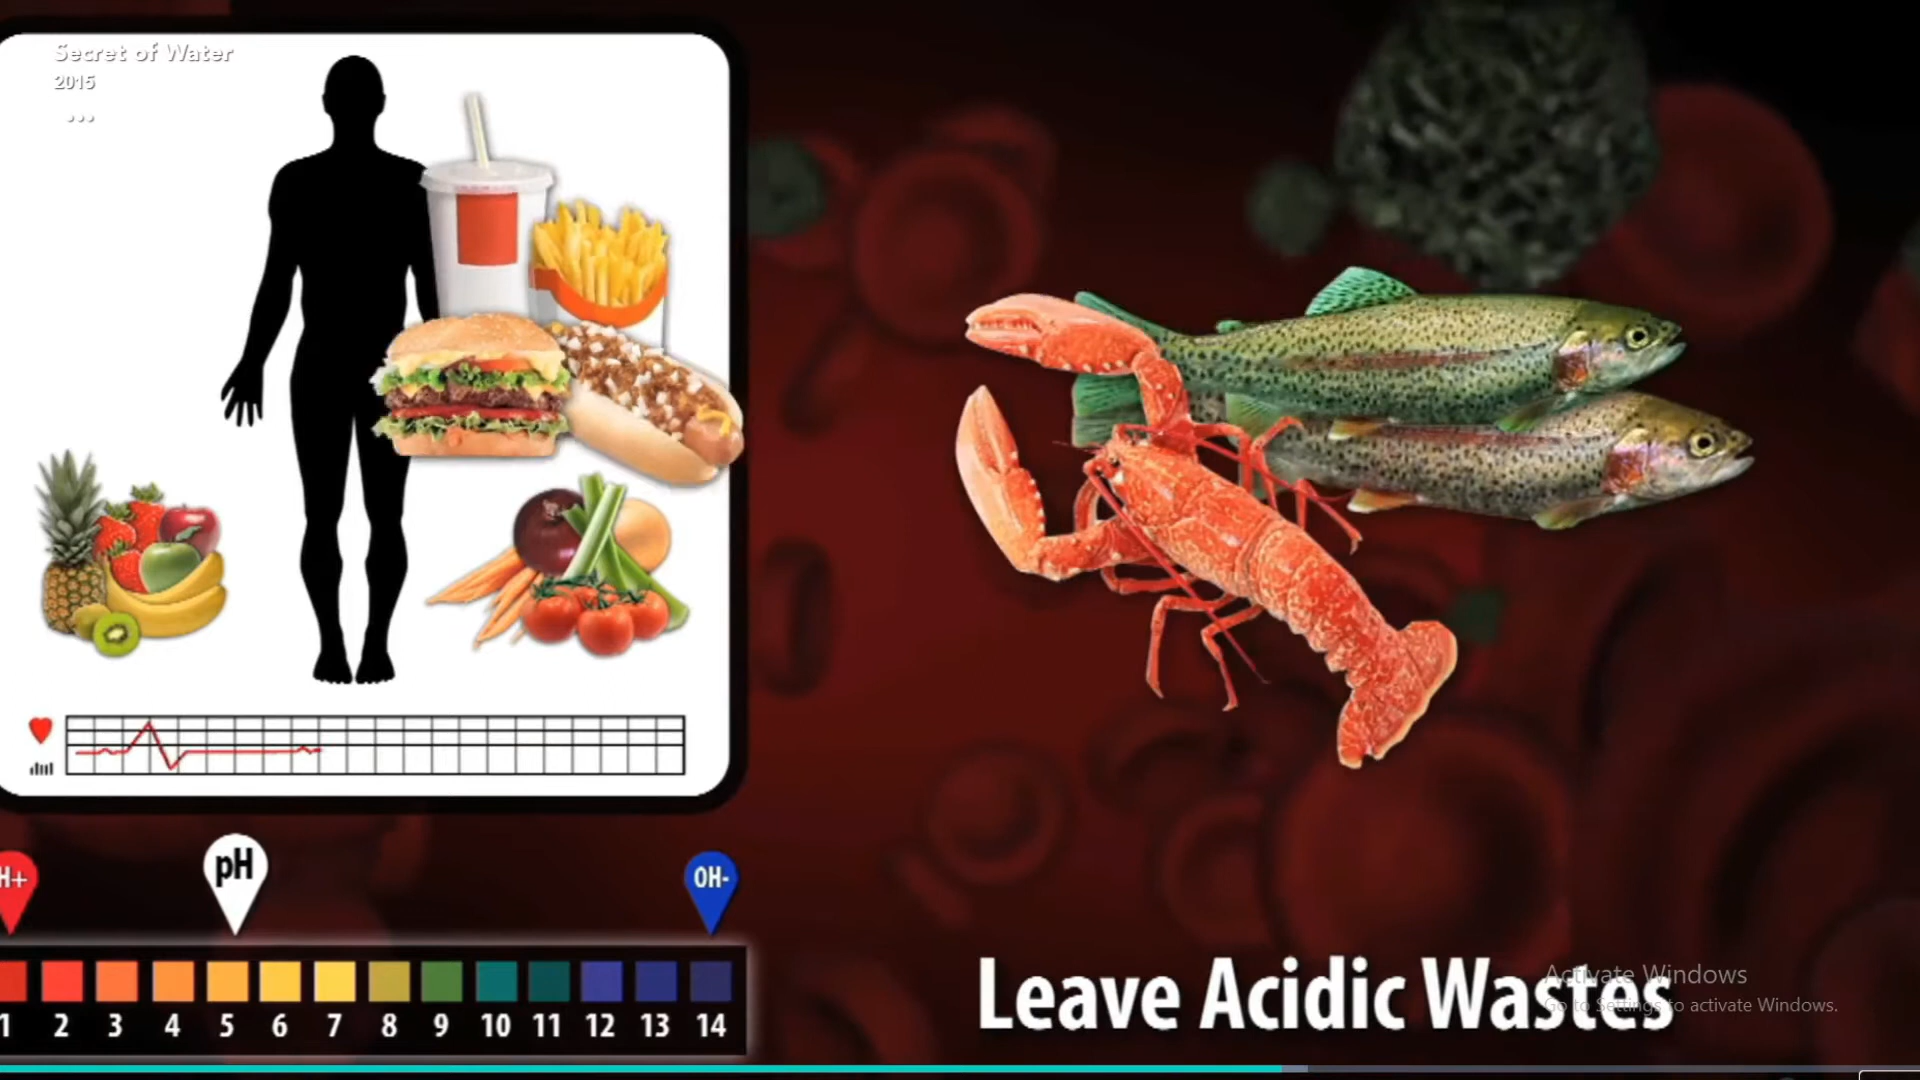 Secret of Water
2015
...
H+
pH
OH-
1 2 3 4 5 6 7 8 9 10 11 12 13 14
Leave Acidic Wastes
Activate Windows
Go to Settings to activate Windows.